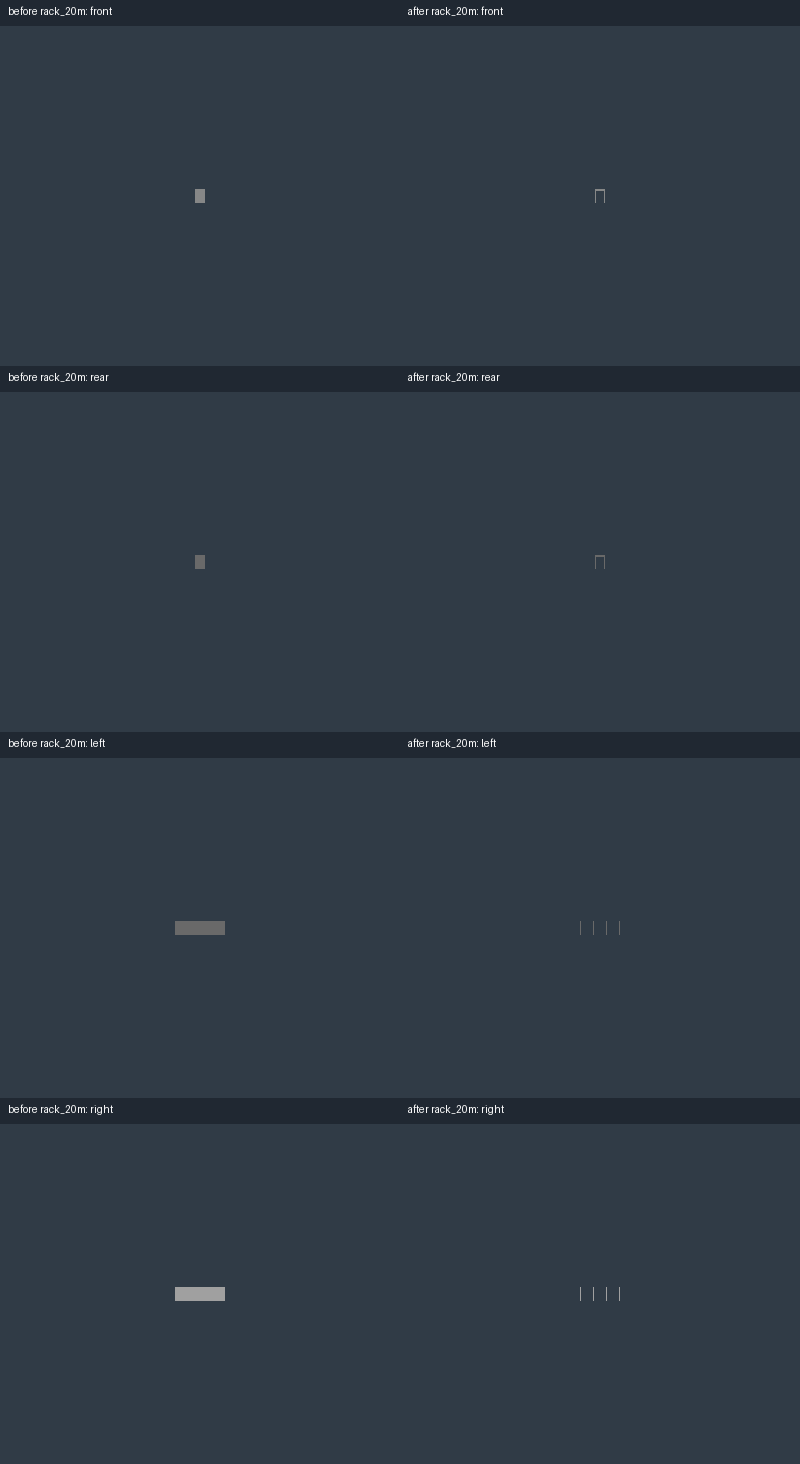 before rack_20m: front
after rack_20m: front
before rack_20m: rear
after rack_20m: rear
before rack_20m: left
after rack_20m: left
before rack_20m: right
after rack_20m: right